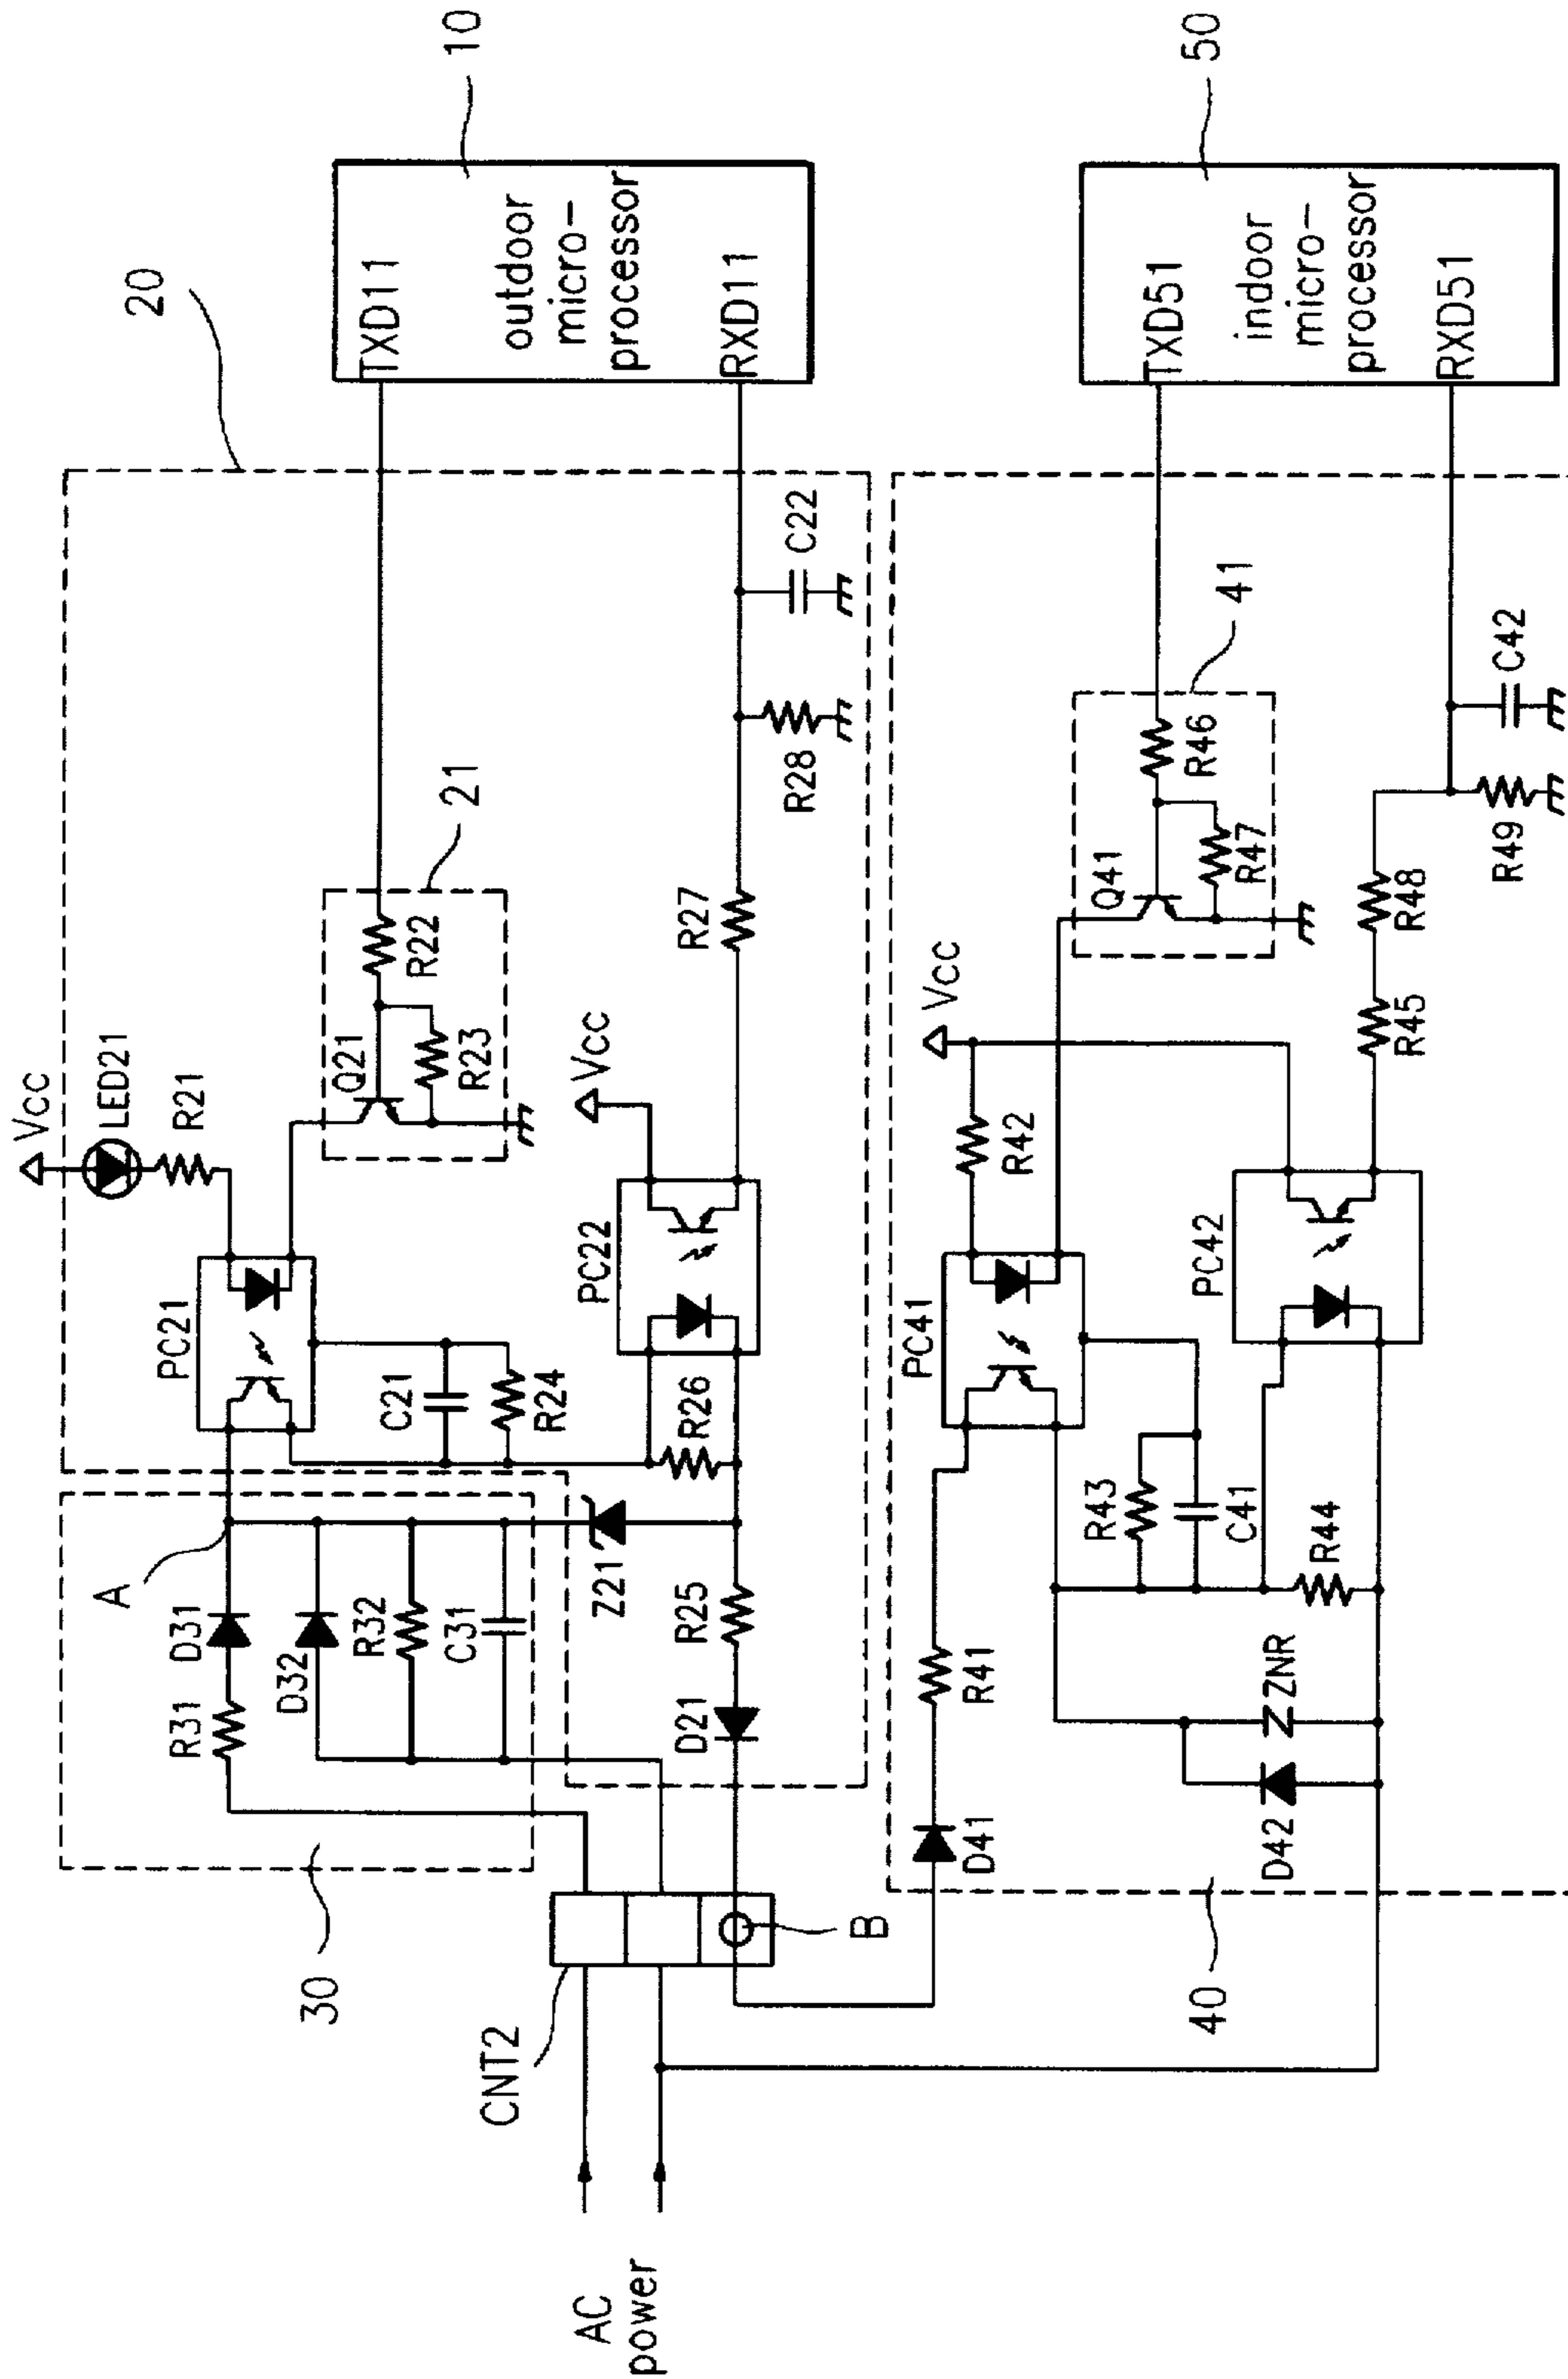 Vcc
LED21
R21
20
10
PC21
Q21
R22
R23
21
TXD11
outdoor
micro-
processor
RXD11
A
D31
R31
D32
R32
C31
C21
R24
Z21
R26
PC22
Vcc
R27
R28
C22
30
CNT2
D21
R25
B
AC
power
Vcc
R42
PC41
Q41
R46
R47
41
TXD51
indoor
micro-
processor
RXD51
50
D41
R41
R43
C41
R44
PC42
R45
R48
R49
C42
ZNR
D42
40